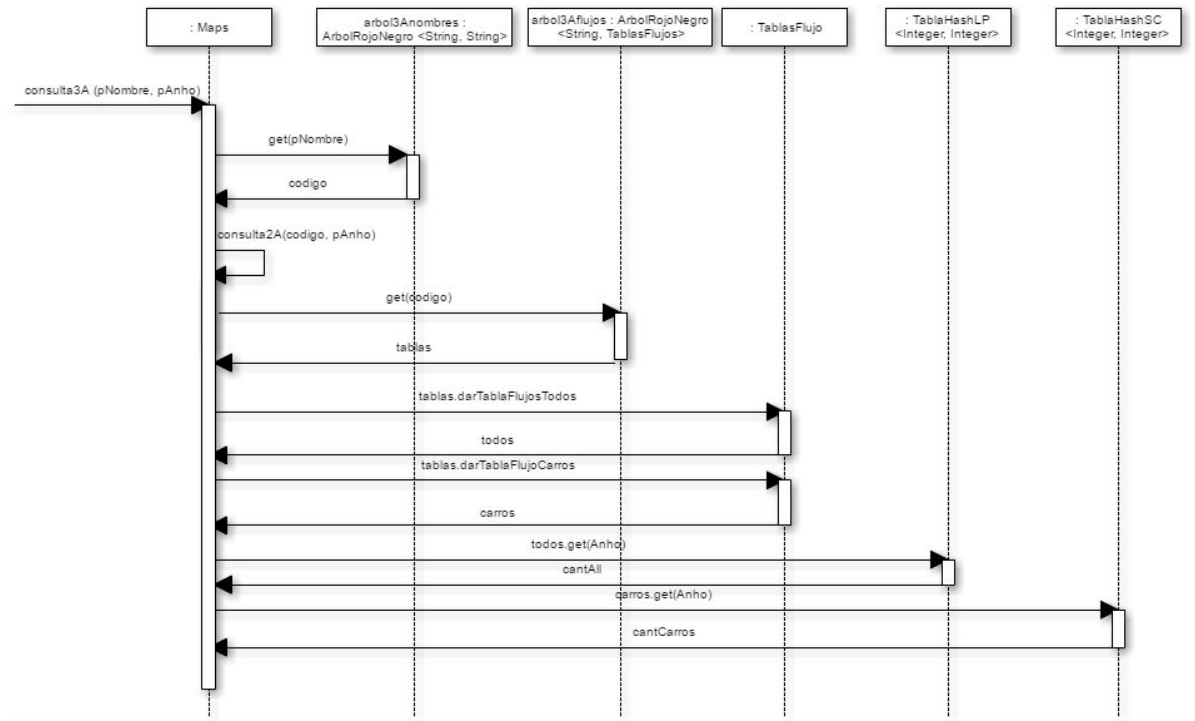 : Maps
arbol3Anombres :
ArbolRojoNegro <String, String>
arbol3Aflujos : ArbolRojoNegro
<String, TablasFlujos>
: TablasFlujo
: TablaHashLP
<Integer, Integer>
: TablaHashSC
<Integer, Integer>
consulta3A (pNombre, pAnho)
get(pNombre)
codigo
consulta2A(codigo, pAnho)
get(codigo)
tablas
tablas.darTablaFlujosTodos
todos
tablas.darTablaFlujoCarros
carros
todos.get(Anho)
cantAll
carros.get(Anho)
cantCarros